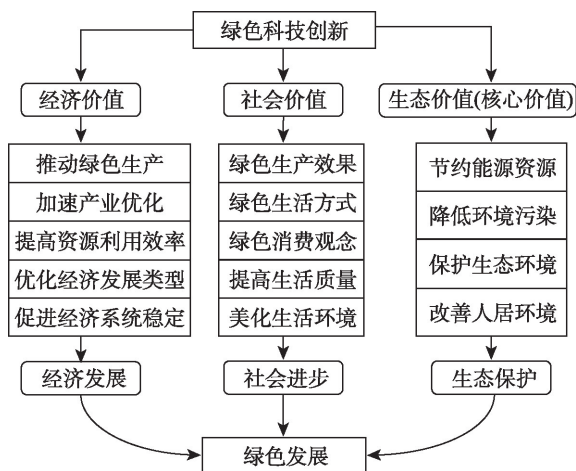 绿色科技创新
经济价值
社会价值
生态价值(核心价值)
推动绿色生产
加速产业优化
提高资源利用效率
优化经济发展类型
促进经济系统稳定
绿色生产效果
绿色生活方式
绿色消费观念
提高生活质量
美化生活环境
节约能源资源
降低环境污染
保护生态环境
改善人居环境
经济发展
社会进步
生态保护
绿色发展